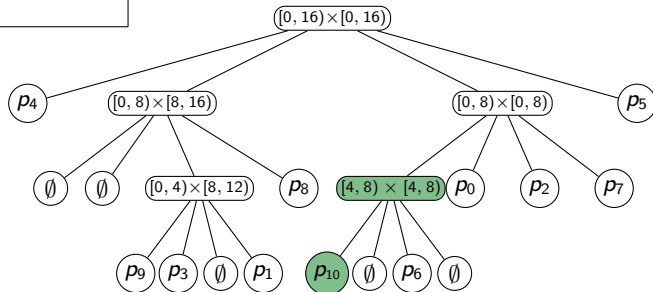 [0, 16)×[0, 16)
p₄ [0, 8)×[8, 16) [0, 8)×[0, 8) p₅
∅ ∅ [0, 4)×[8, 12) p₈ [4, 8) × [4, 8) p₀ p₂ p₇
p₉ p₃ ∅ p₁ p₁₀ ∅ p₆ ∅